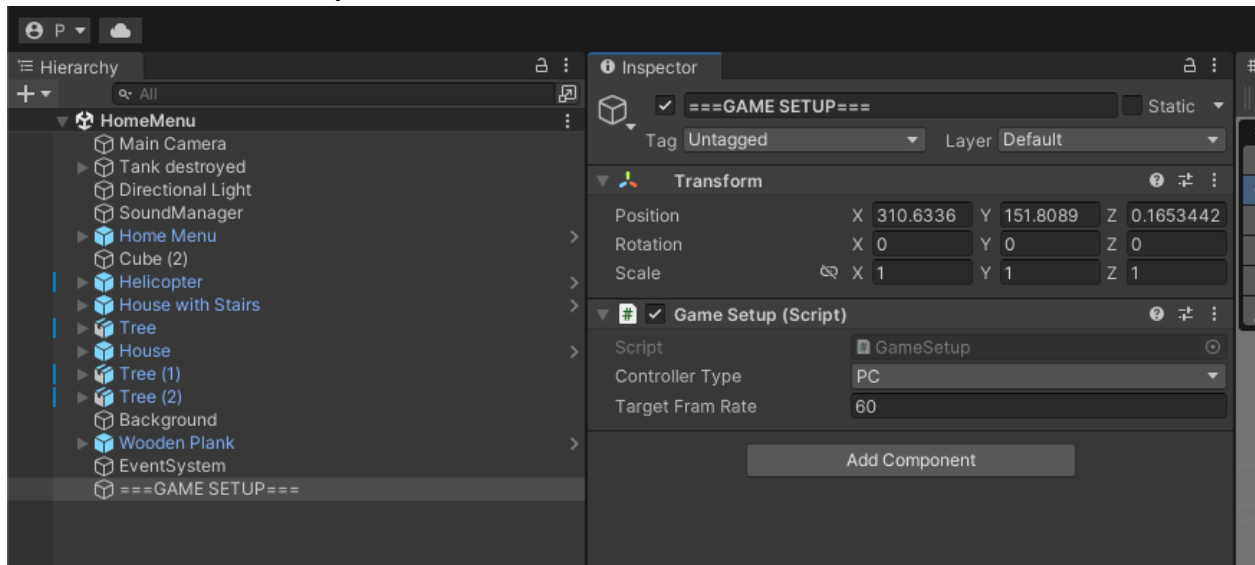 P
Hierarchy
All
HomeMenu
Main Camera
Tank destroyed
Directional Light
SoundManager
Home Menu
Cube (2)
Helicopter
House with Stairs
Tree
House
Tree (1)
Tree (2)
Background
Wooden Plank
EventSystem
===GAME SETUP===
Inspector
===GAME SETUP===
Static
Tag Untagged Layer Default
Transform
Position X 310.6336 Y 151.8089 Z 0.1653442
Rotation X 0 Y 0 Z 0
Scale X 1 Y 1 Z 1
# Game Setup (Script)
Script GameSetup
Controller Type PC
Target Fram Rate 60
Add Component